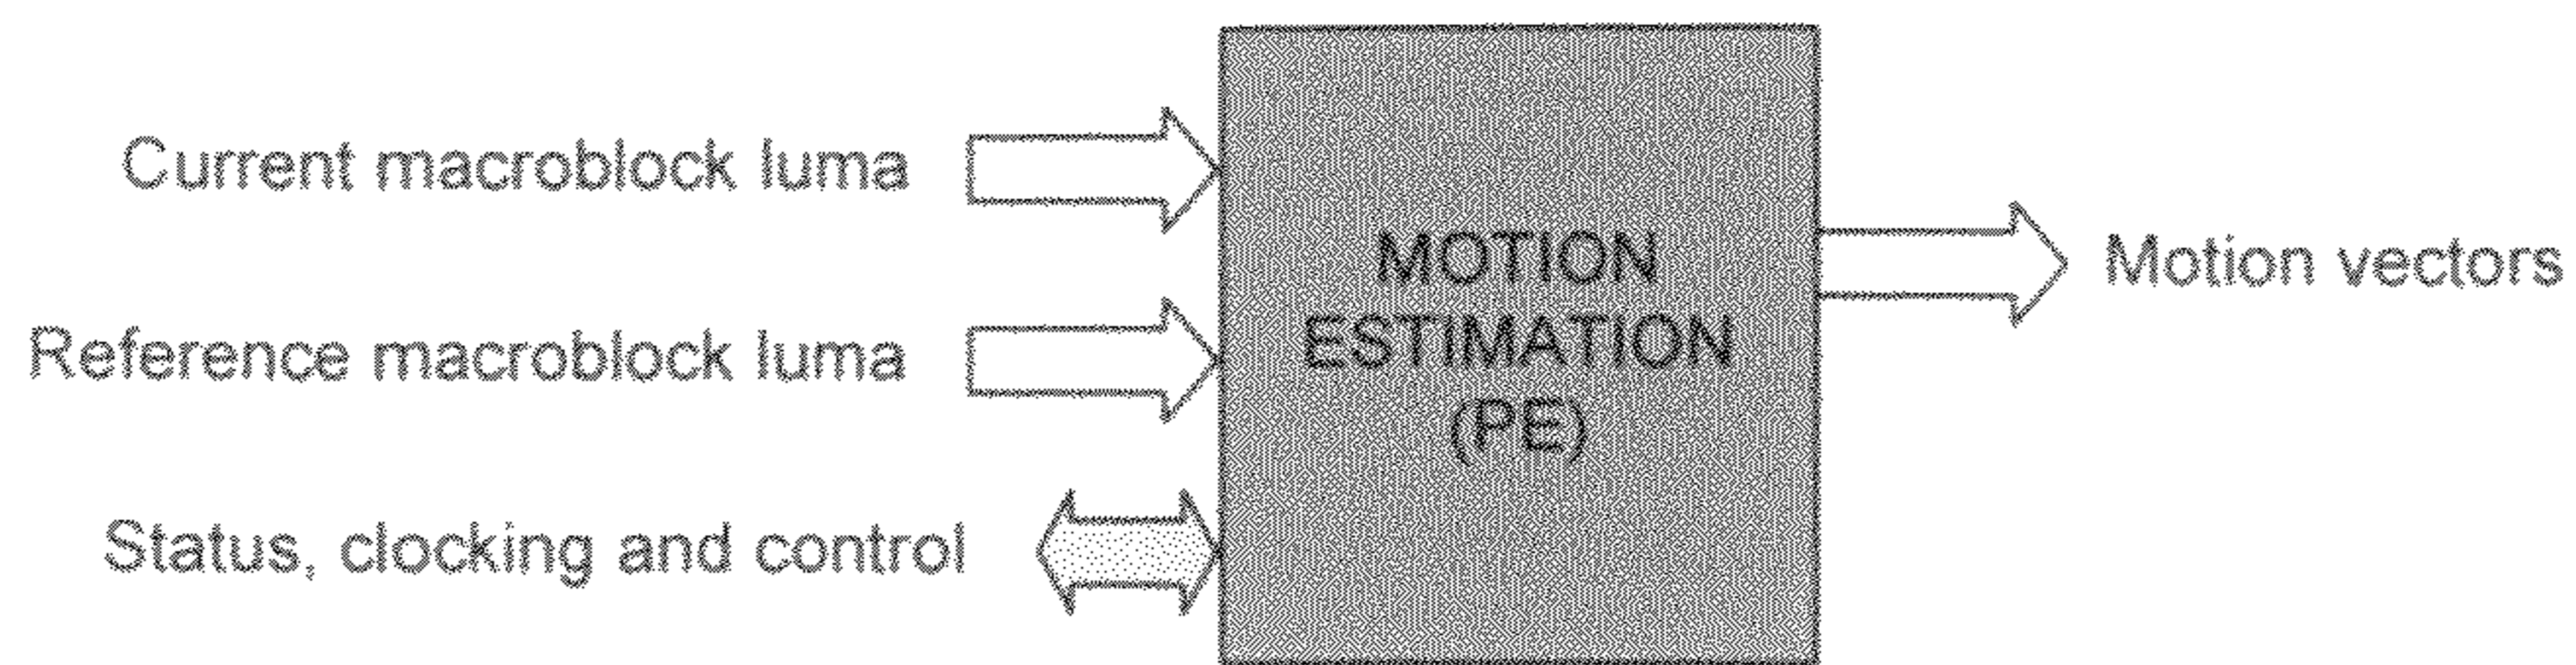 Current macroblock luma
Reference macroblock luma
Status, clocking and control
MOTION
ESTIMATION
(PE)
Motion vectors